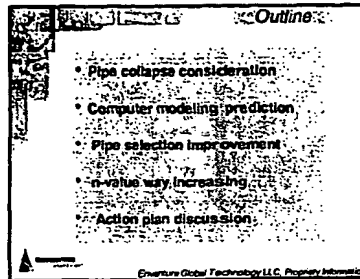 Outline
• Pipe collapse consideration
• Computer modeling prediction
• Pipe selection improvement
• n-value way increasing
• Action plan discussion
Enventure Global Technology LLC, Propriety Information